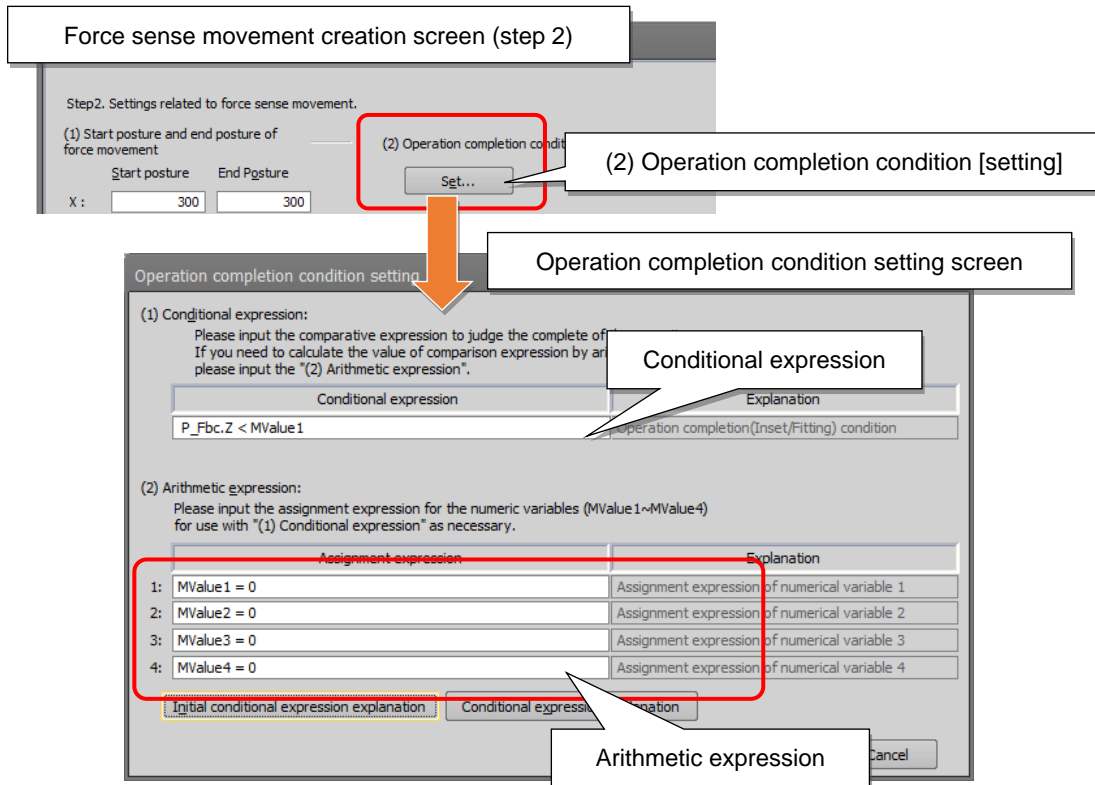 Force sense movement creation screen (step 2)
Step2. Settings related to force sense movement.
(1) Start posture and end posture of
force movement
(2) Operation completion condit
Start posture End Posture
Set...
(2) Operation completion condition [setting]
X : 300 300
Operation completion condition setting
Operation completion condition setting screen
(1) Conditional expression:
Please input the comparative expression to judge the complete of
If you need to calculate the value of comparison expression by ari
please input the "(2) Arithmetic expression".
Conditional expression
Conditional expression Explanation
P_Fbc.Z < MValue1 Operation completion(Inset/Fitting) condition
(2) Arithmetic expression:
Please input the assignment expression for the numeric variables (MValue1~MValue4)
for use with "(1) Conditional expression" as necessary.
Assignment expression Explanation
1: MValue1 = 0 Assignment expression of numerical variable 1
2: MValue2 = 0 Assignment expression of numerical variable 2
3: MValue3 = 0 Assignment expression of numerical variable 3
4: MValue4 = 0 Assignment expression of numerical variable 4
Initial conditional expression explanation Conditional expression explanation
Arithmetic expression
Cancel